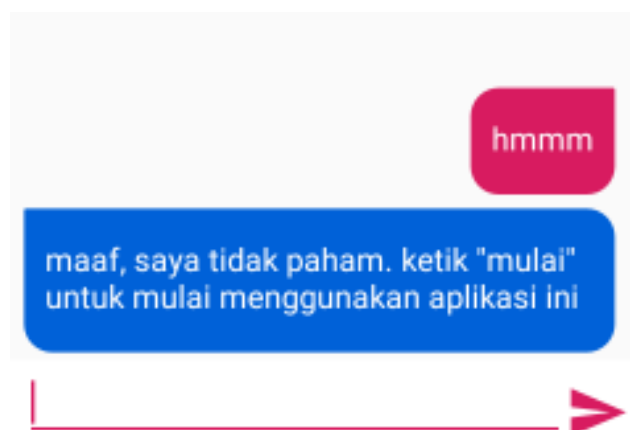 hmmm
maaf, saya tidak paham. ketik "mulai"
untuk mulai menggunakan aplikasi ini